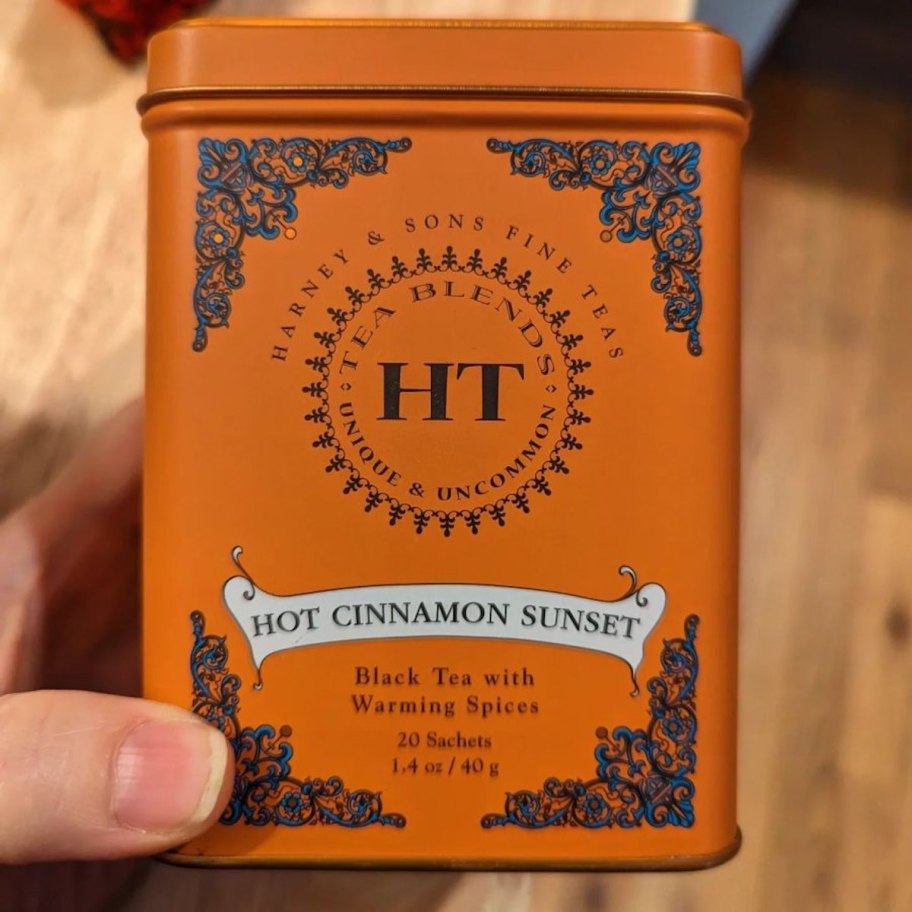 HARNEY & SONS FINE TEAS
TEA BLENDS
HT
UNIQUE & UNCOMMON
HOT CINNAMON SUNSET
Black Tea with
Warming Spices
20 Sachets
1.4 oz / 40 g